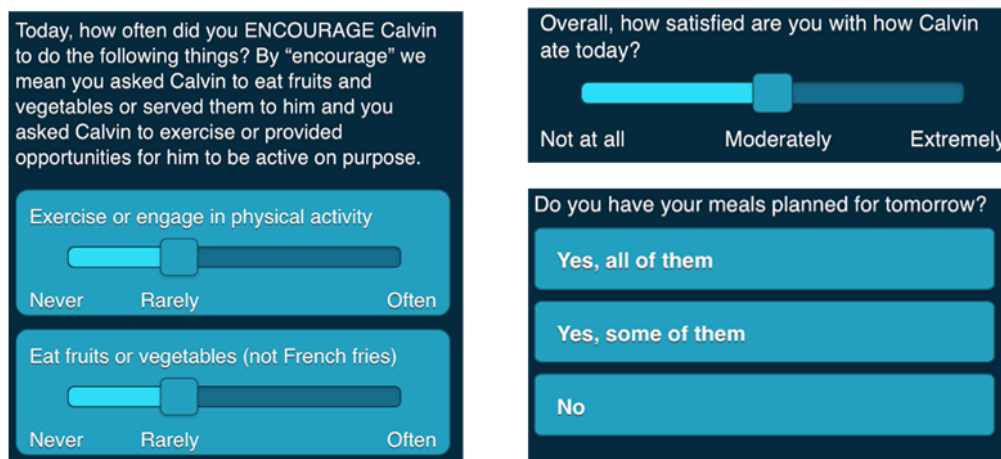 Today, how often did you ENCOURAGE Calvin
to do the following things? By “encourage” we
mean you asked Calvin to eat fruits and
vegetables or served them to him and you
asked Calvin to exercise or provided
opportunities for him to be active on purpose.
Exercise or engage in physical activity
Never Rarely Often
Eat fruits or vegetables (not French fries)
Never Rarely Often
Overall, how satisfied are you with how Calvin
ate today?
Not at all Moderately Extremely
Do you have your meals planned for tomorrow?
Yes, all of them
Yes, some of them
No